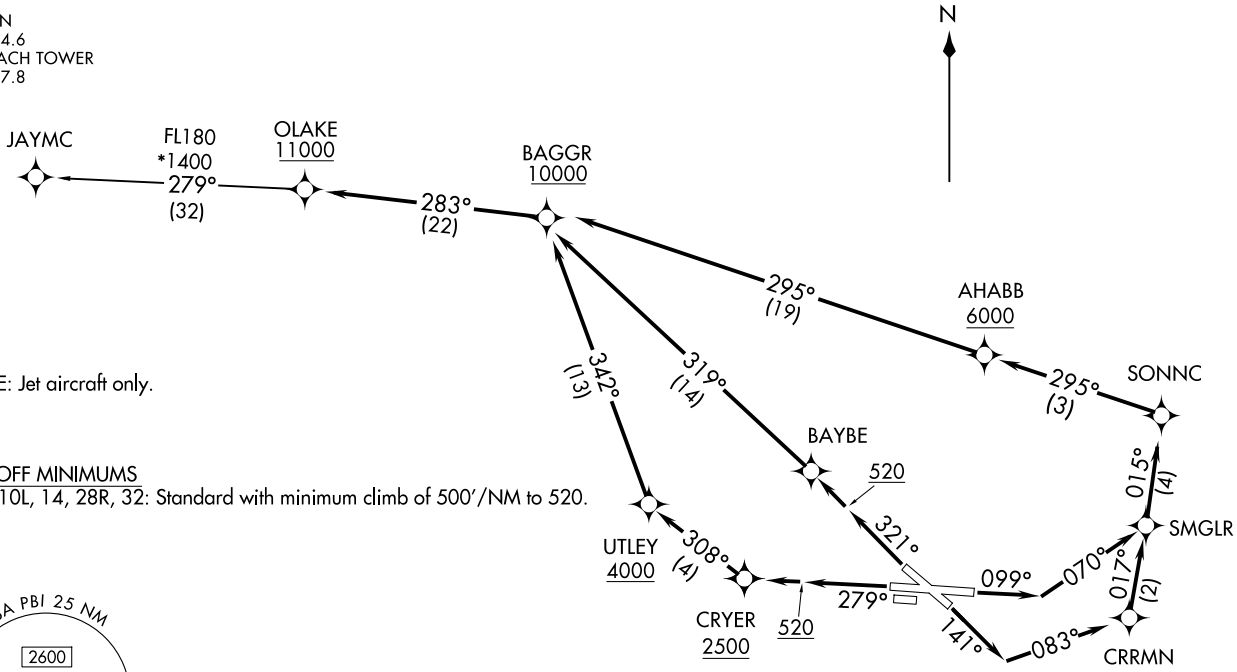 N
4.6
ACH TOWER
7.8
N
JAYMC
FL180
*1400
279°
(32)
OLAKE
11000
283°
(22)
BAGGR
10000
295°
(19)
AHABB
6000
295°
(3)
SONNC
342°
(13)
319°
(14)
E: Jet aircraft only.
BAYBE
015°
(4)
OFF MINIMUMS
10L, 14, 28R, 32: Standard with minimum climb of 500'/NM to 520.
520
321°
SMGLR
UTLEY
4000
308°
(4)
099°
070°
017°
(2)
279°
CRYER
2500
520
141°
083°
CRRMN
SA PBI 25 NM
2600